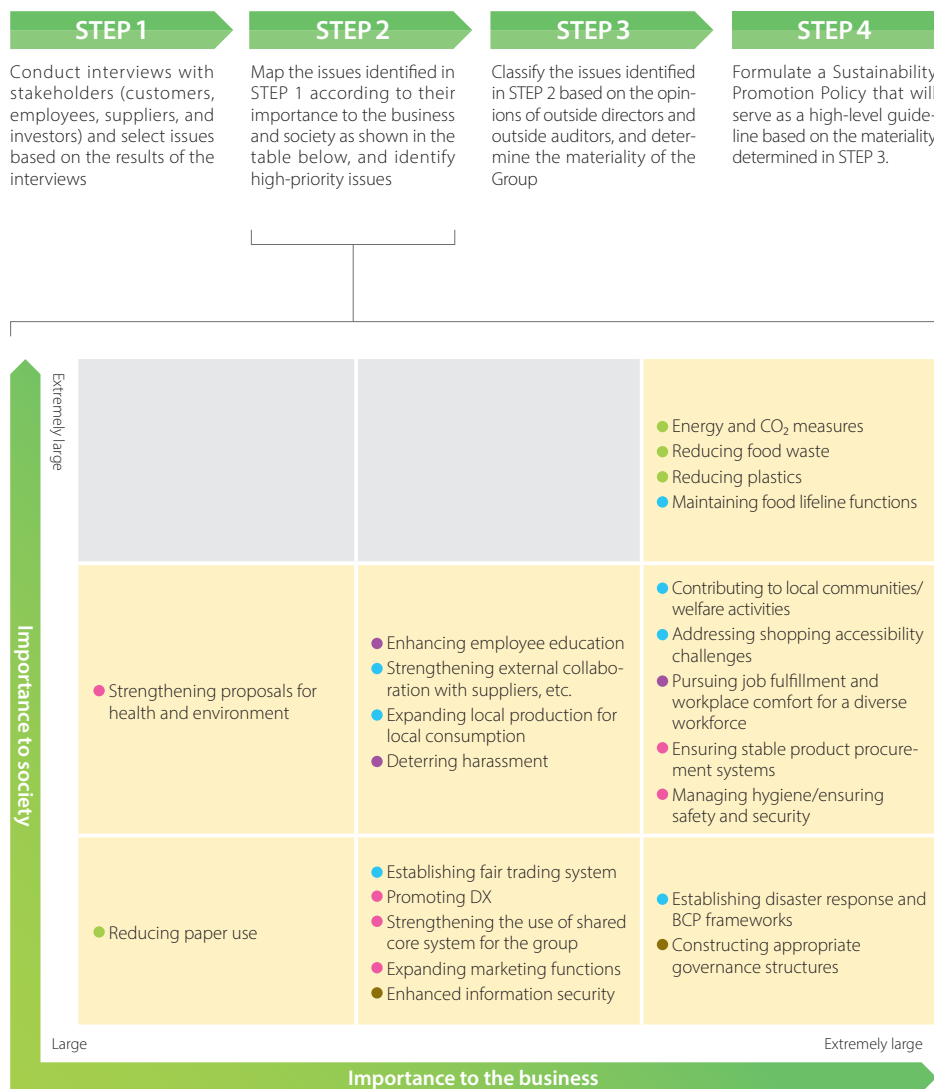 STEP 1
Conduct interviews with
stakeholders (customers,
employees, suppliers, and
investors) and select issues
based on the results of the
interviews
STEP 2
Map the issues identified in
STEP 1 according to their
importance to the business
and society as shown in the
table below, and identify
high-priority issues
STEP 3
Classify the issues identified
in STEP 2 based on the opin-
ions of outside directors and
outside auditors, and deter-
mine the materiality of the
Group
STEP 4
Formulate a Sustainability
Promotion Policy that will
serve as a high-level guide-
line based on the materiality
determined in STEP 3.
Extremely large
Importance to society
Energy and CO₂ measures
Reducing food waste
Reducing plastics
Maintaining food lifeline functions
Strengthening proposals for
health and environment
Enhancing employee education
Strengthening external collabo-
ration with suppliers, etc.
Expanding local production for
local consumption
Deterring harassment
Contributing to local communities/
welfare activities
Addressing shopping accessibility
challenges
Pursuing job fulfillment and
workplace comfort for a diverse
workforce
Ensuring stable product procure-
ment systems
Managing hygiene/ensuring
safety and security
Reducing paper use
Establishing fair trading system
Promoting DX
Strengthening the use of shared
core system for the group
Expanding marketing functions
Enhanced information security
Establishing disaster response and
BCP frameworks
Constructing appropriate
governance structures
Large
Extremely large
Importance to the business